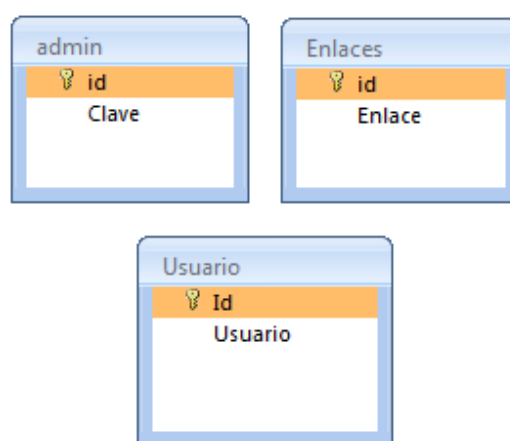 admin
id
Clave
Enlaces
id
Enlace
Usuario
Id
Usuario